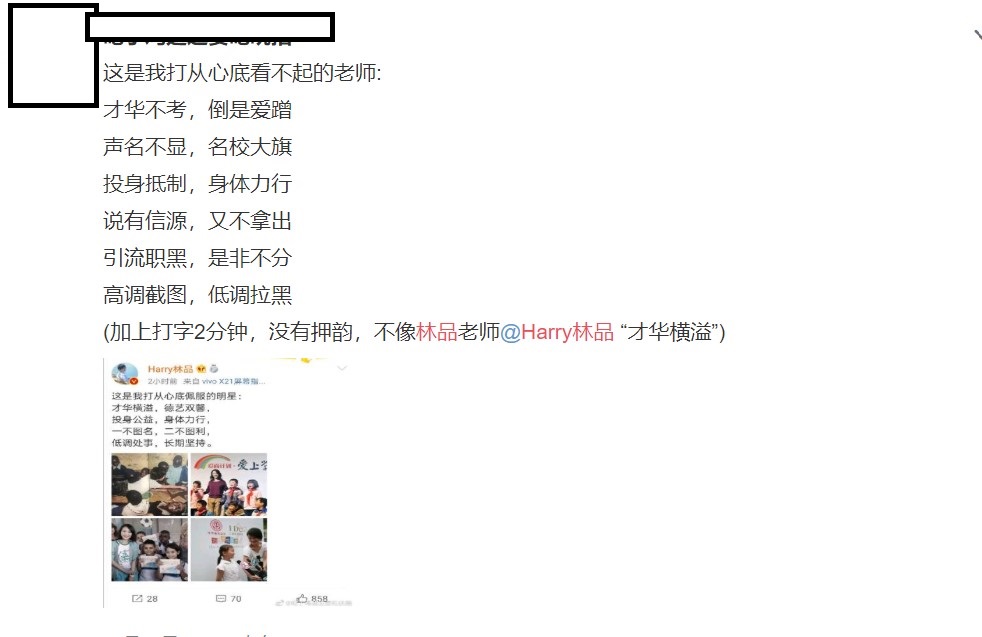 这是我打从心底看不起的老师:
才华不考，倒是爱蹭
声名不显，名校大旗
投身抵制，身体力行
说有信源，又不拿出
引流职黑，是非不分
高调截图，低调拉黑
(加上打字2分钟，没有押韵，不像林品老师@Harry林品 “才华横溢”)
Harry林品
2小时前 来自 vivo X21屏幕指...
这是我打从心底佩服的明星：
才华横溢，德艺双馨，
投身公益，身体力行，
一不图名，二不图利，
低调处事，长期坚持。
爱上学
28 70 858